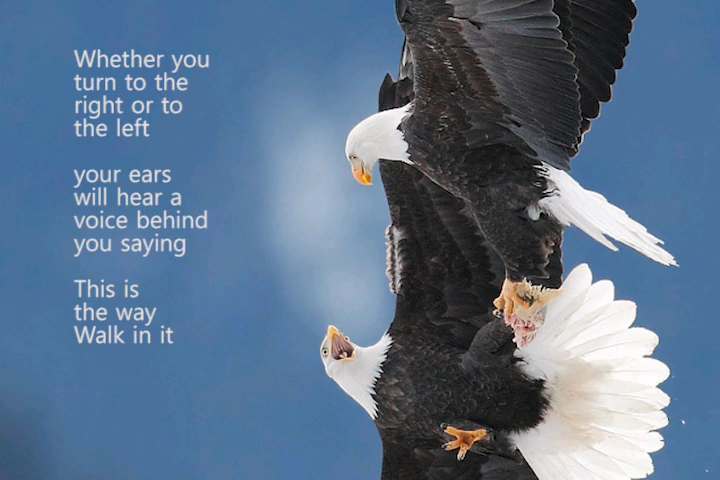 Whether you
turn to the
right or to
the left
your ears
will hear a
voice behind
you saying
This is
the way
Walk in it